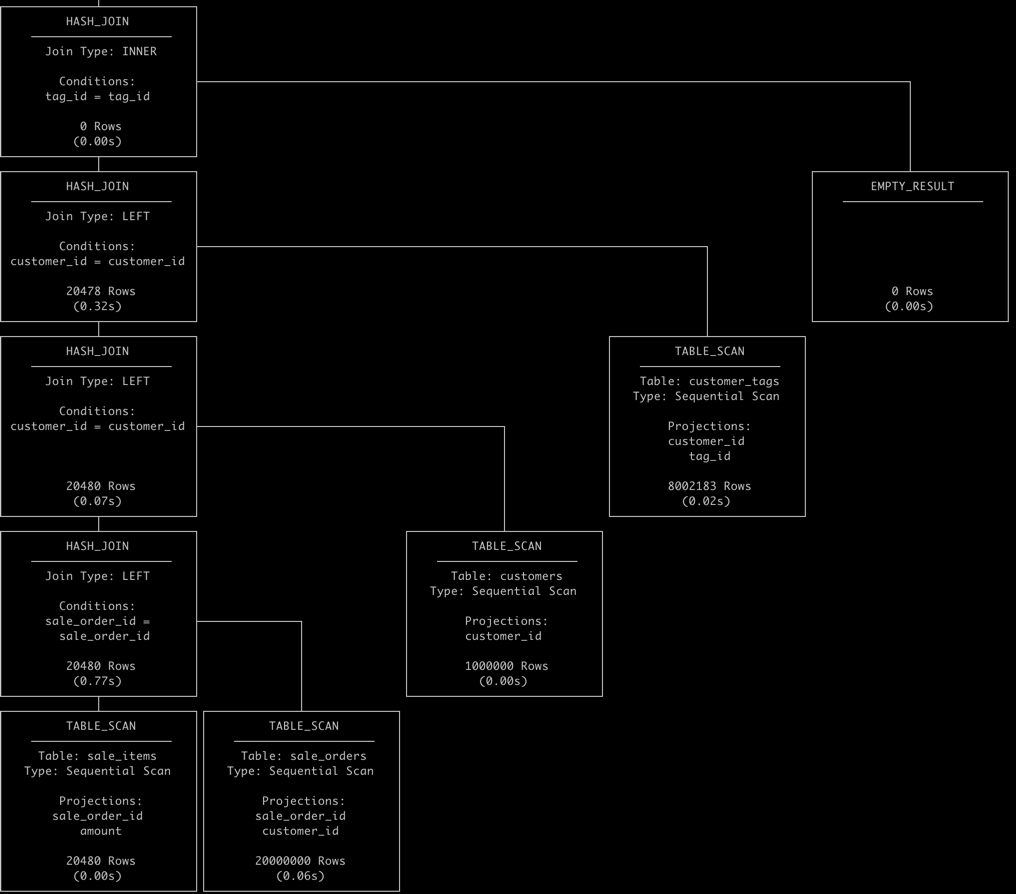 HASH_JOIN
Join Type: INNER
Conditions:
tag_id = tag_id
0 Rows
(0.00s)
HASH_JOIN
Join Type: LEFT
Conditions:
customer_id = customer_id
20478 Rows
(0.32s)
EMPTY_RESULT
0 Rows
(0.00s)
HASH_JOIN
Join Type: LEFT
Conditions:
customer_id = customer_id
20480 Rows
(0.07s)
TABLE_SCAN
Table: customer_tags
Type: Sequential Scan
Projections:
customer_id
tag_id
8002183 Rows
(0.02s)
HASH_JOIN
Join Type: LEFT
Conditions:
sale_order_id =
sale_order_id
20480 Rows
(0.77s)
TABLE_SCAN
Table: customers
Type: Sequential Scan
Projections:
customer_id
1000000 Rows
(0.00s)
TABLE_SCAN
Table: sale_items
Type: Sequential Scan
Projections:
sale_order_id
amount
20480 Rows
(0.00s)
TABLE_SCAN
Table: sale_orders
Type: Sequential Scan
Projections:
sale_order_id
customer_id
20000000 Rows
(0.06s)